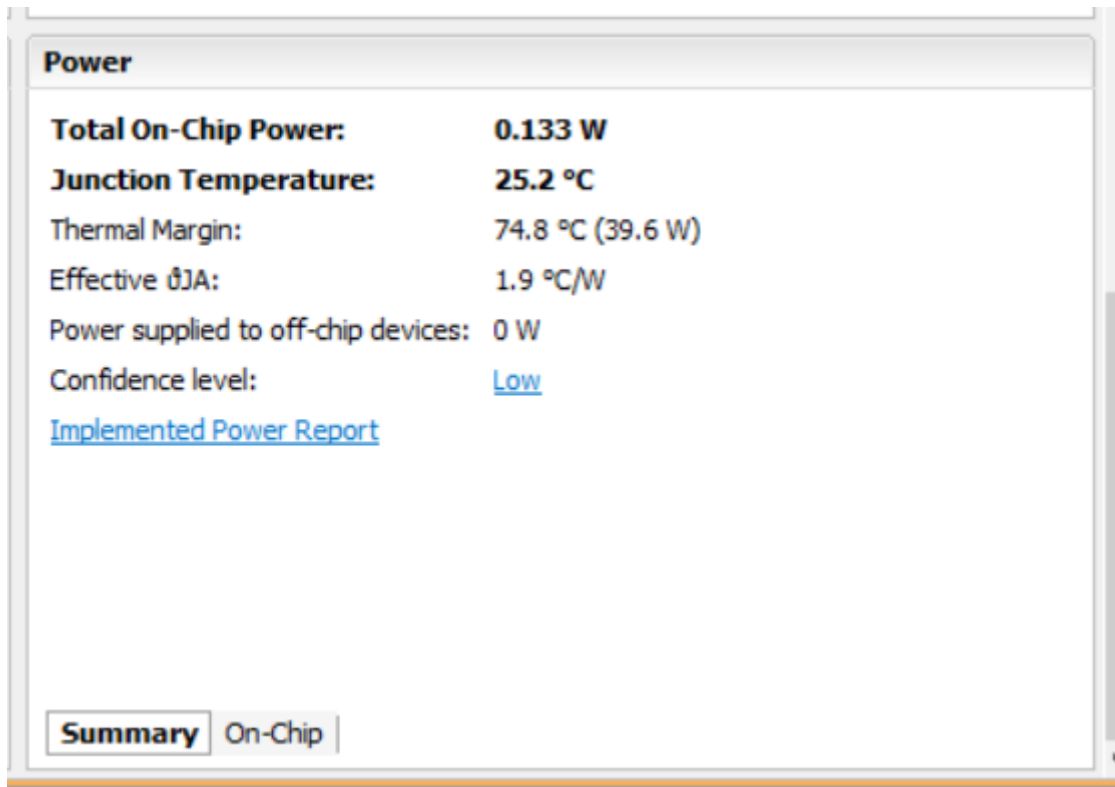 Power
Total On-Chip Power: 0.133 W
Junction Temperature: 25.2 °C
Thermal Margin: 74.8 °C (39.6 W)
Effective ϑJA: 1.9 °C/W
Power supplied to off-chip devices: 0 W
Confidence level: Low
Implemented Power Report
Summary On-Chip